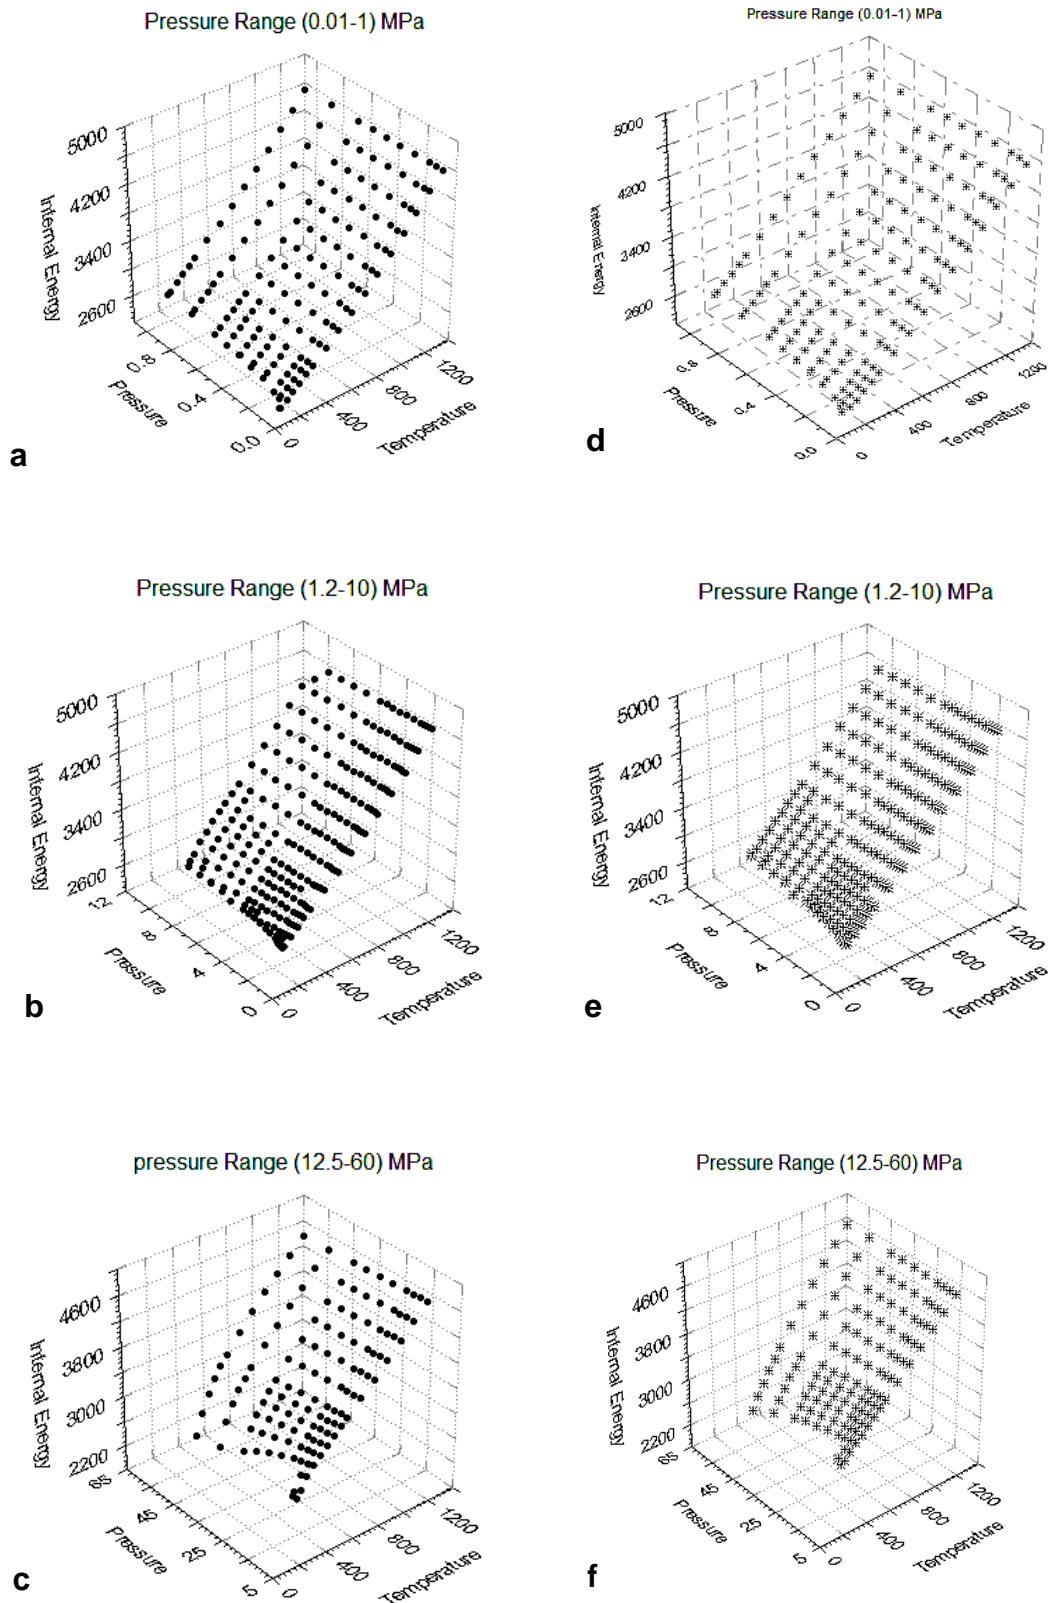 Pressure Range (0.01-1) MPa
5000
4200
3400
2600
Internal Energy
0.8
0.4
0.0
Pressure
0
400
800
1200
Temperature
a
Pressure Range (0.01-1) MPa
5000
4200
3400
2600
Internal Energy
0.8
0.4
0.0
Pressure
0
400
800
1200
Temperature
d
Pressure Range (1.2-10) MPa
5000
4200
3400
2600
Internal Energy
12
8
4
0
Pressure
0
400
800
1200
Temperature
b
Pressure Range (1.2-10) MPa
5000
4200
3400
2600
Internal Energy
12
8
4
0
Pressure
0
400
800
1200
Temperature
e
pressure Range (12.5-60) MPa
4600
3800
3000
2200
Internal Energy
65
45
25
5
Pressure
0
400
800
1200
Temperature
c
Pressure Range (12.5-60) MPa
4600
3800
3000
2200
Internal Energy
65
45
25
5
Pressure
0
400
800
1200
Temperature
f